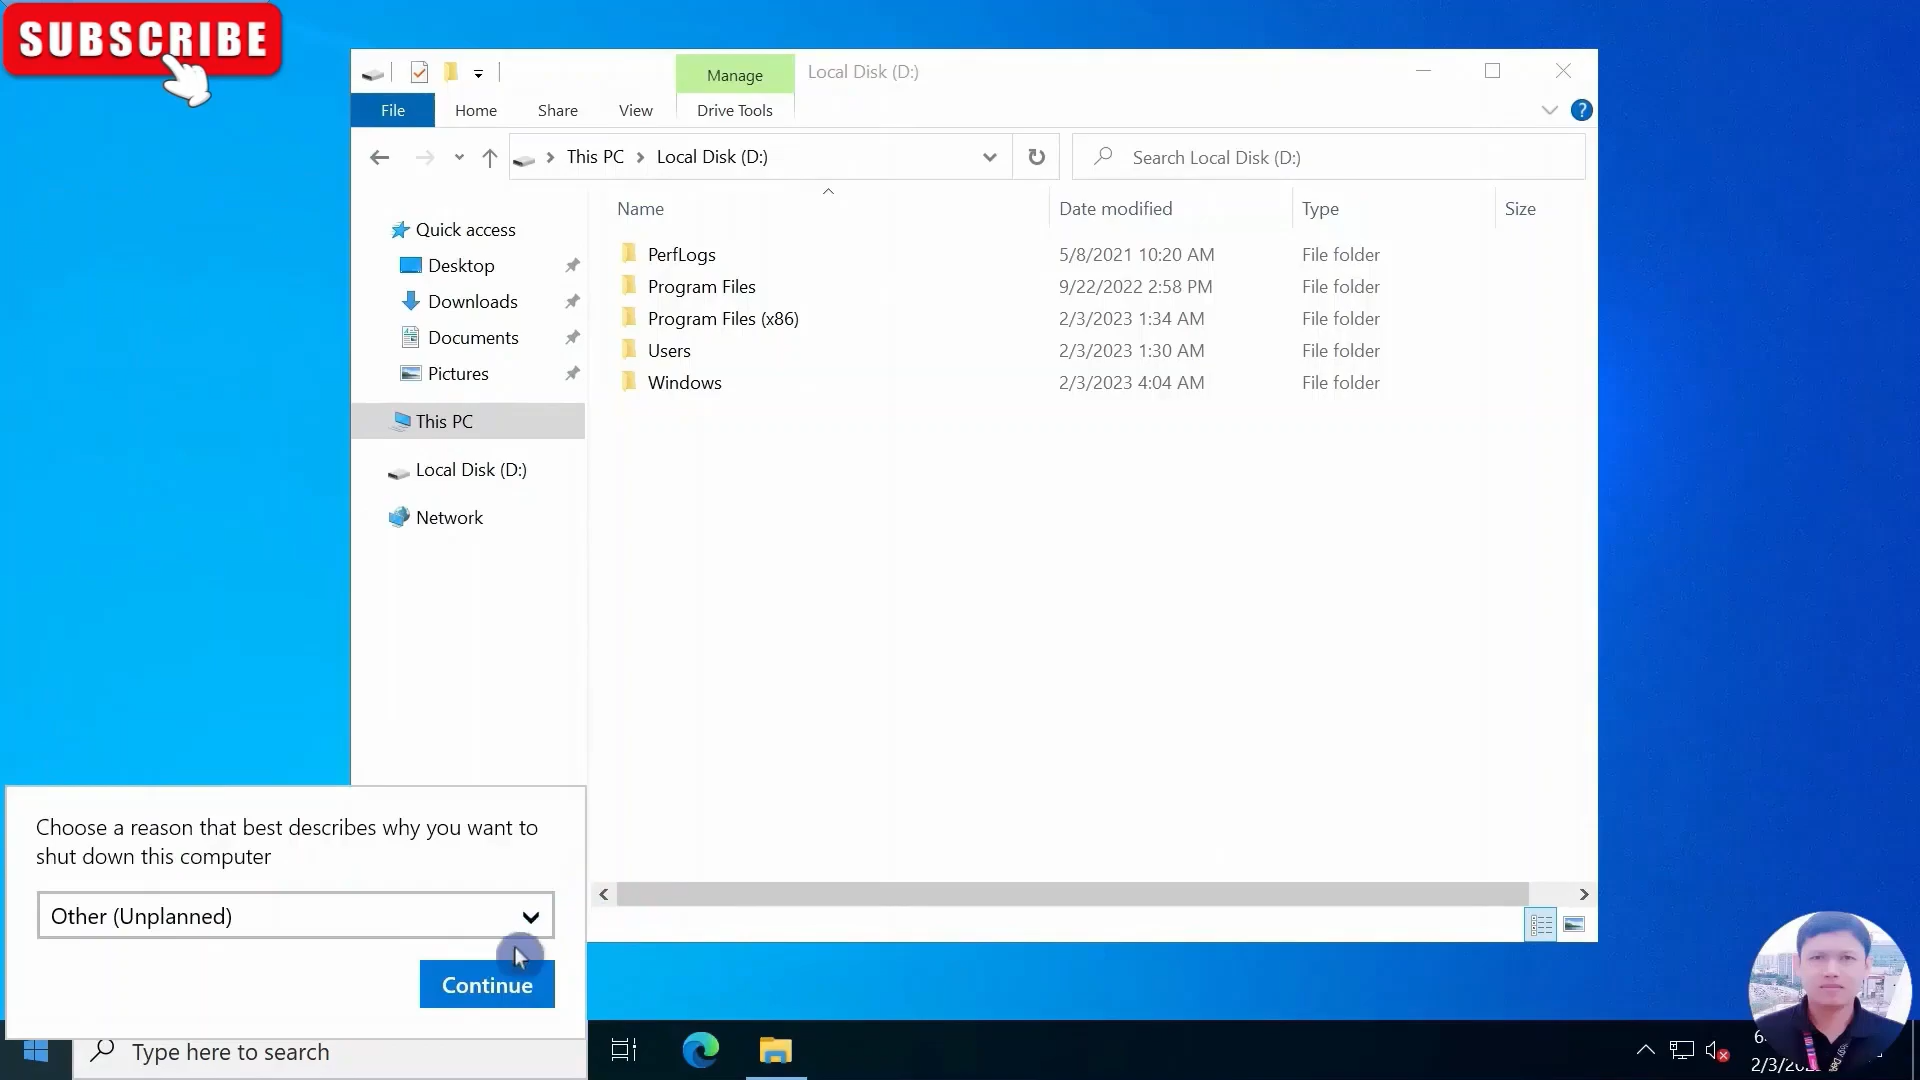 SUBSCRIBE
Manage
Local Disk (D:)
File
Home
Share
View
Drive Tools
?
This PC
Local Disk (D:)
Search Local Disk (D:)
Name
Date modified
Type
Size
Quick access
Desktop
Downloads
Documents
Pictures
This PC
Local Disk (D:)
Network
PerfLogs 5/8/2021 10:20 AM File folder
Program Files 9/22/2022 2:58 PM File folder
Program Files (x86) 2/3/2023 1:34 AM File folder
Users 2/3/2023 1:30 AM File folder
Windows 2/3/2023 4:04 AM File folder
Choose a reason that best describes why you want to
shut down this computer
Other (Unplanned)
Continue
Type here to search